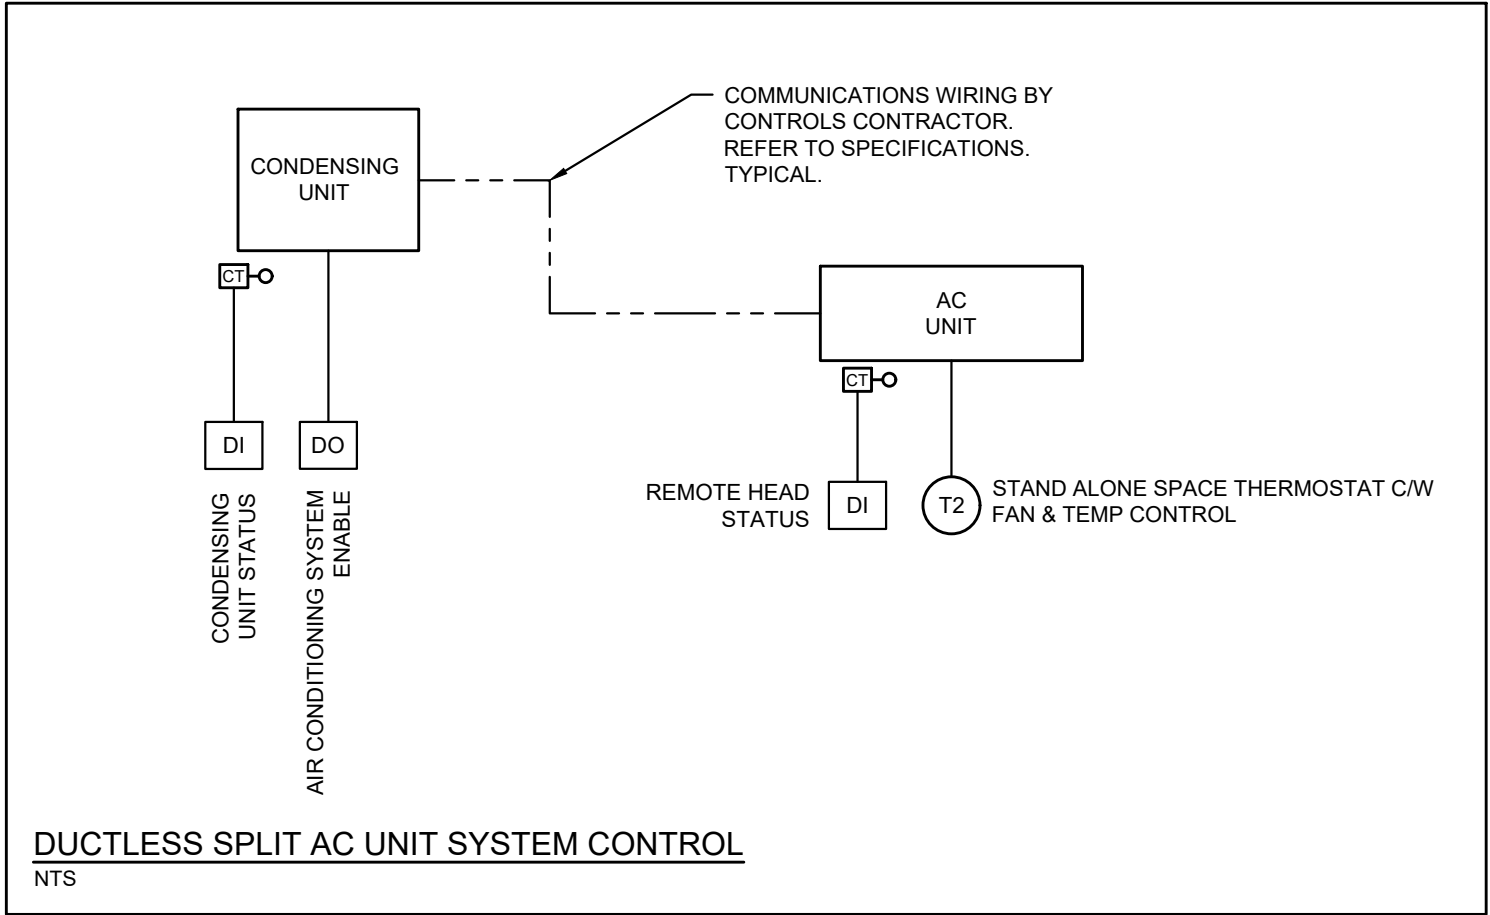 COMMUNICATIONS WIRING BY
CONTROLS CONTRACTOR.
REFER TO SPECIFICATIONS.
TYPICAL.
CONDENSING
UNIT
CT
AC
UNIT
CT
DI
DO
CONDENSING
UNIT STATUS
AIR CONDITIONING SYSTEM
ENABLE
REMOTE HEAD
STATUS
DI
T2
STAND ALONE SPACE THERMOSTAT C/W
FAN & TEMP CONTROL
DUCTLESS SPLIT AC UNIT SYSTEM CONTROL
NTS